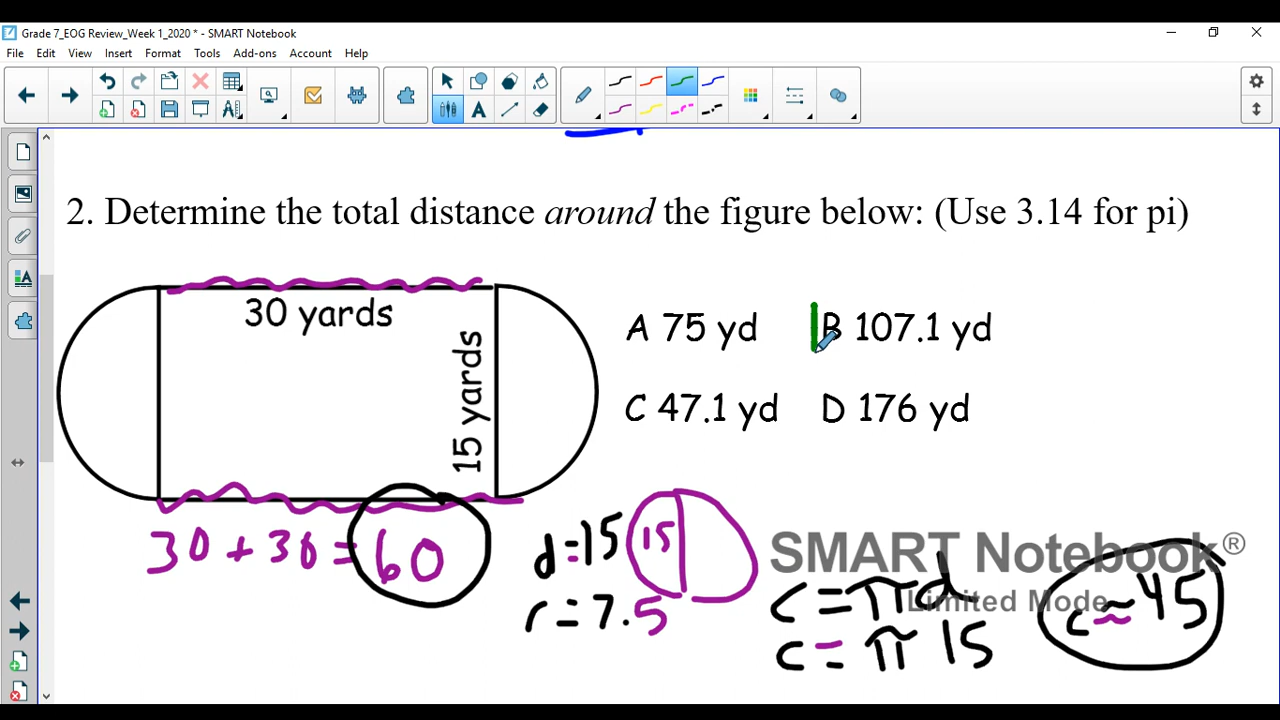 Grade 7_EOG Review_Week 1_2020 * - SMART Notebook
File Edit View Insert Format Tools Add-ons Account Help
2. Determine the total distance around the figure below: (Use 3.14 for pi)
30 yards
15 yards
A 75 yd B 107.1 yd
C 47.1 yd D 176 yd
30 + 30 = 60
d=15
r = 7.5
15
SMART Notebook®
Limited Mode
c = πd
c = π 15
c ≈ 45